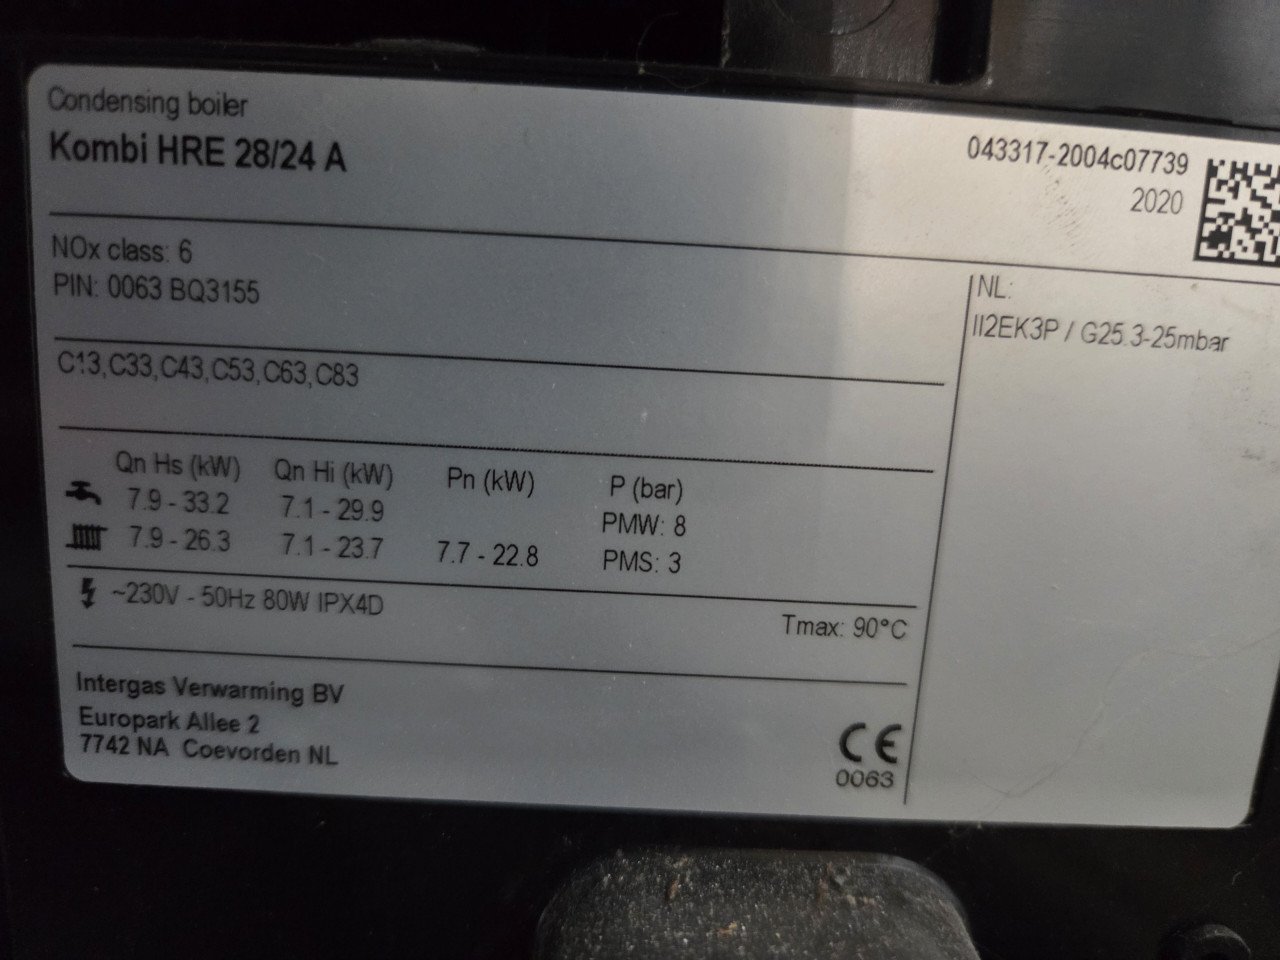 Condensing boiler
Kombi HRE 28/24 A
043317-2004c07739
2020
NOx class: 6
PIN: 0063 BQ3155
NL:
II2EK3P / G25.3-25mbar
C13,C33,C43,C53,C63,C83
Qn Hs (kW) Qn Hi (kW) Pn (kW) P (bar)
7.9 - 33.2 7.1 - 29.9 PMW: 8
7.9 - 26.3 7.1 - 23.7 7.7 - 22.8 PMS: 3
~230V - 50Hz 80W IPX4D
Tmax: 90°C
Intergas Verwarming BV
Europark Allee 2
7742 NA Coevorden NL
CE
0063